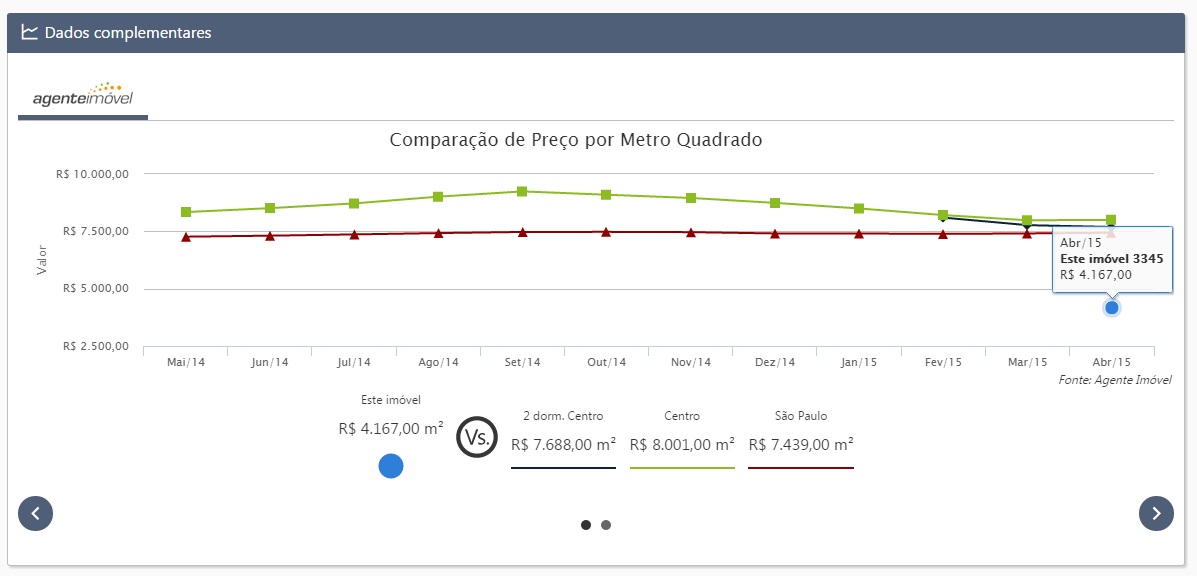 Dados complementares
agenteimóvel
Comparação de Preço por Metro Quadrado
R$ 10.000,00
R$ 7.500,00
R$ 5.000,00
R$ 2.500,00
Valor
Abr/15
Este imóvel 3345
R$ 4.167,00
Mai/14 Jun/14 Jul/14 Ago/14 Set/14 Out/14 Nov/14 Dez/14 Jan/15 Fev/15 Mar/15 Abr/15
Fonte: Agente Imóvel
Este imóvel
R$ 4.167,00 m²
Vs.
2 dorm. Centro Centro São Paulo
R$ 7.688,00 m² R$ 8.001,00 m² R$ 7.439,00 m²